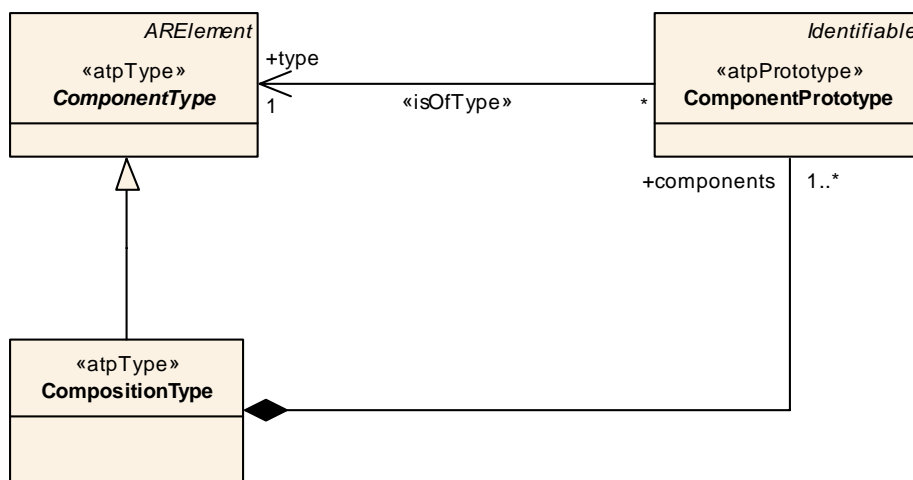 ARElement
«atpType»
ComponentType
+type
1
«isOfType»
*
Identifiable
«atpPrototype»
ComponentPrototype
+components
1..*
«atpType»
CompositionType